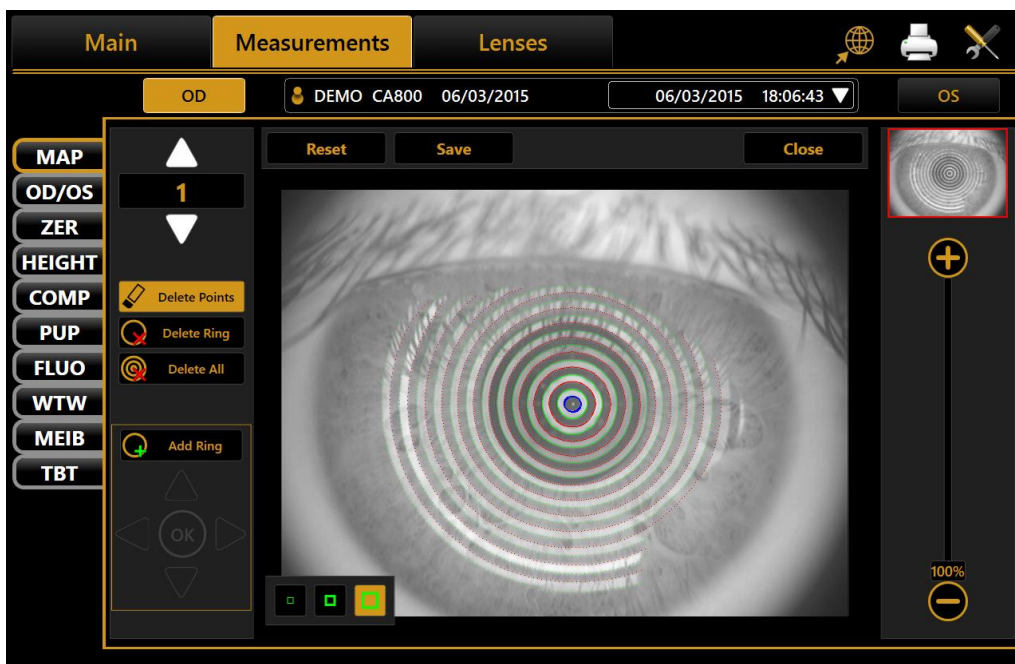 Main Measurements Lenses
OD DEMO CA800 06/03/2015 06/03/2015 18:06:43 OS
Reset Save Close
MAP
OD/OS
ZER
HEIGHT
COMP
PUP
FLUO
WTW
MEIB
TBT
1
Delete Points
Delete Ring
Delete All
Add Ring
OK
100%